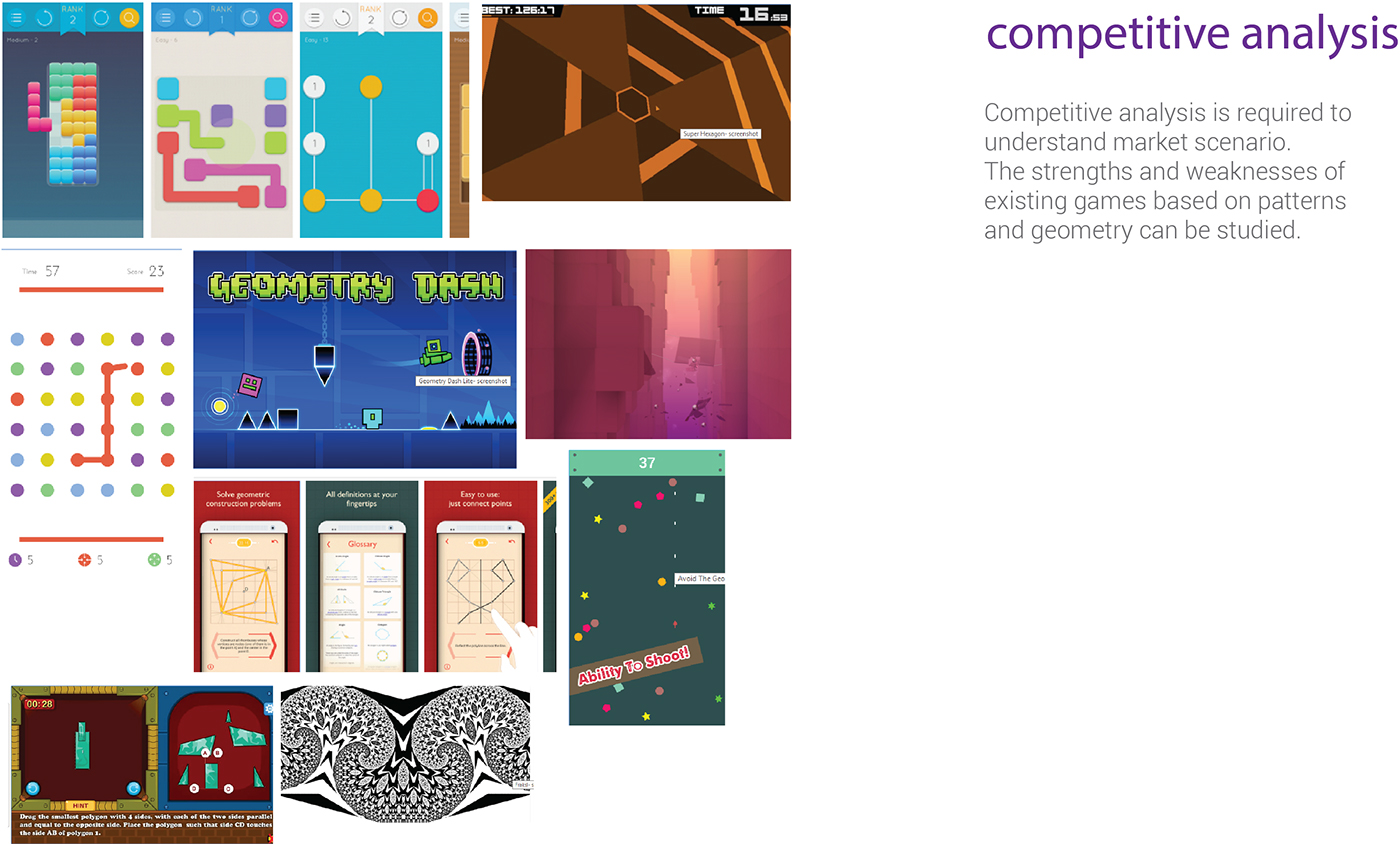 competitive analysis
Competitive analysis is required to
understand market scenario.
The strengths and weaknesses of
existing games based on patterns
and geometry can be studied.
RANK
2
Medium - 2
RANK
1
Easy - 6
RANK
2
Easy - 13
1
1
1
BEST: 126:17
TIME 16:53
Super Hexagon- screenshot
Time 57
Score 23
5
5
5
GEOMETRY DASH
Geometry Dash Lite- screenshot
Solve geometric
construction problems
All definitions at your
fingertips
Glossary
Easy to use:
just connect points
37
Avoid The Geo
Ability To Shoot!
00:28
A B
D C
HINT
Drag the smallest polygon with 4 sides, with each of the two sides parallel
and equal to the opposite side. Place the polygon such that side CD touches
the side AB of polygon 1.